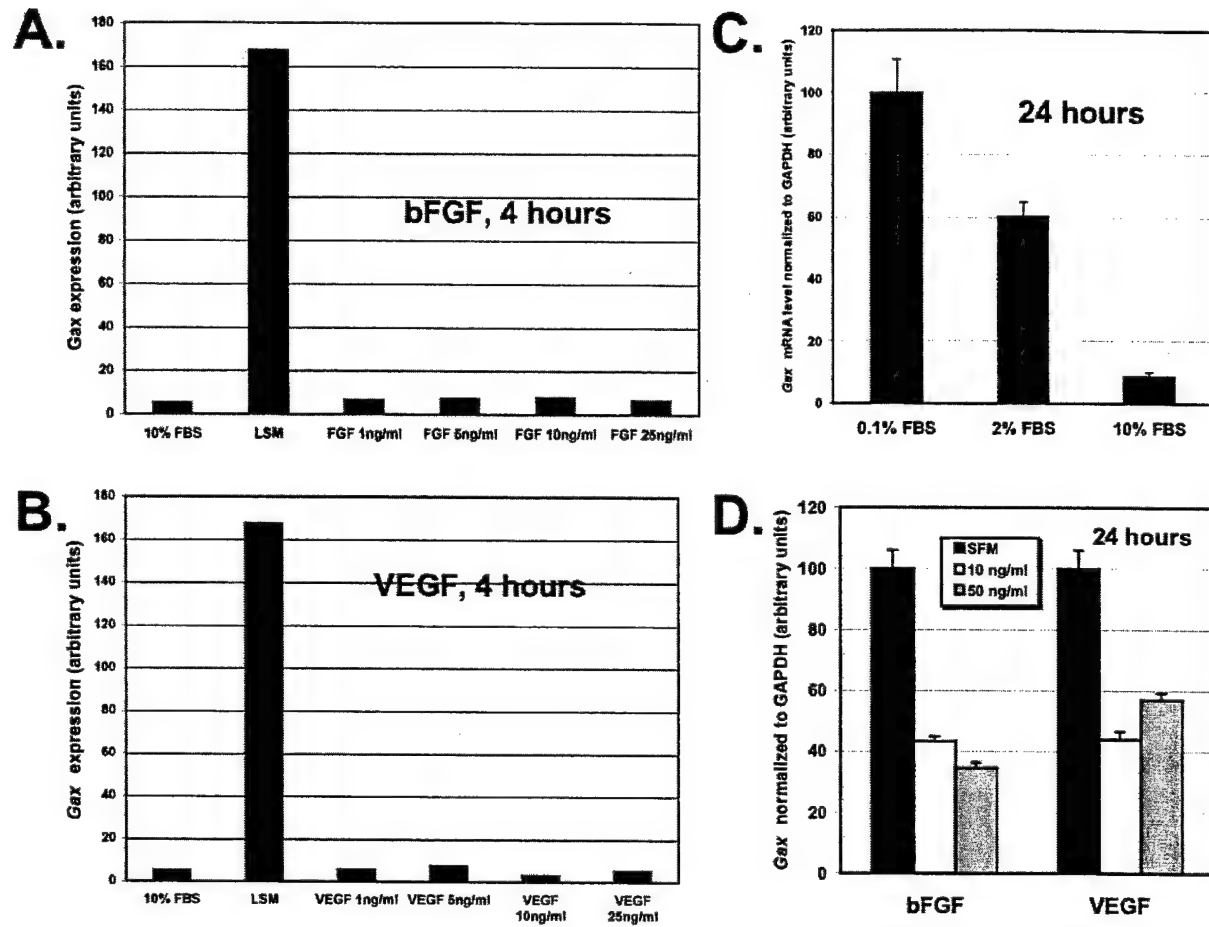 A.
Gax expression (arbitrary units)
180
160
140
120
100
80
60
40
20
0
bFGF, 4 hours
10% FBS
LSM
FGF 1ng/ml
FGF 5ng/ml
FGF 10ng/ml
FGF 25ng/ml
B.
Gax expression (arbitrary units)
180
160
140
120
100
80
60
40
20
0
VEGF, 4 hours
10% FBS
LSM
VEGF 1ng/ml
VEGF 5ng/ml
VEGF
10ng/ml
VEGF
25ng/ml
C.
Gax mRNA level normalized to GAPDH (arbitrary units)
120
100
80
60
40
20
0
24 hours
0.1% FBS
2% FBS
10% FBS
D.
Gax normalized to GAPDH (arbitrary units)
120
100
80
60
40
20
0
SFM
10 ng/ml
50 ng/ml
24 hours
bFGF
VEGF